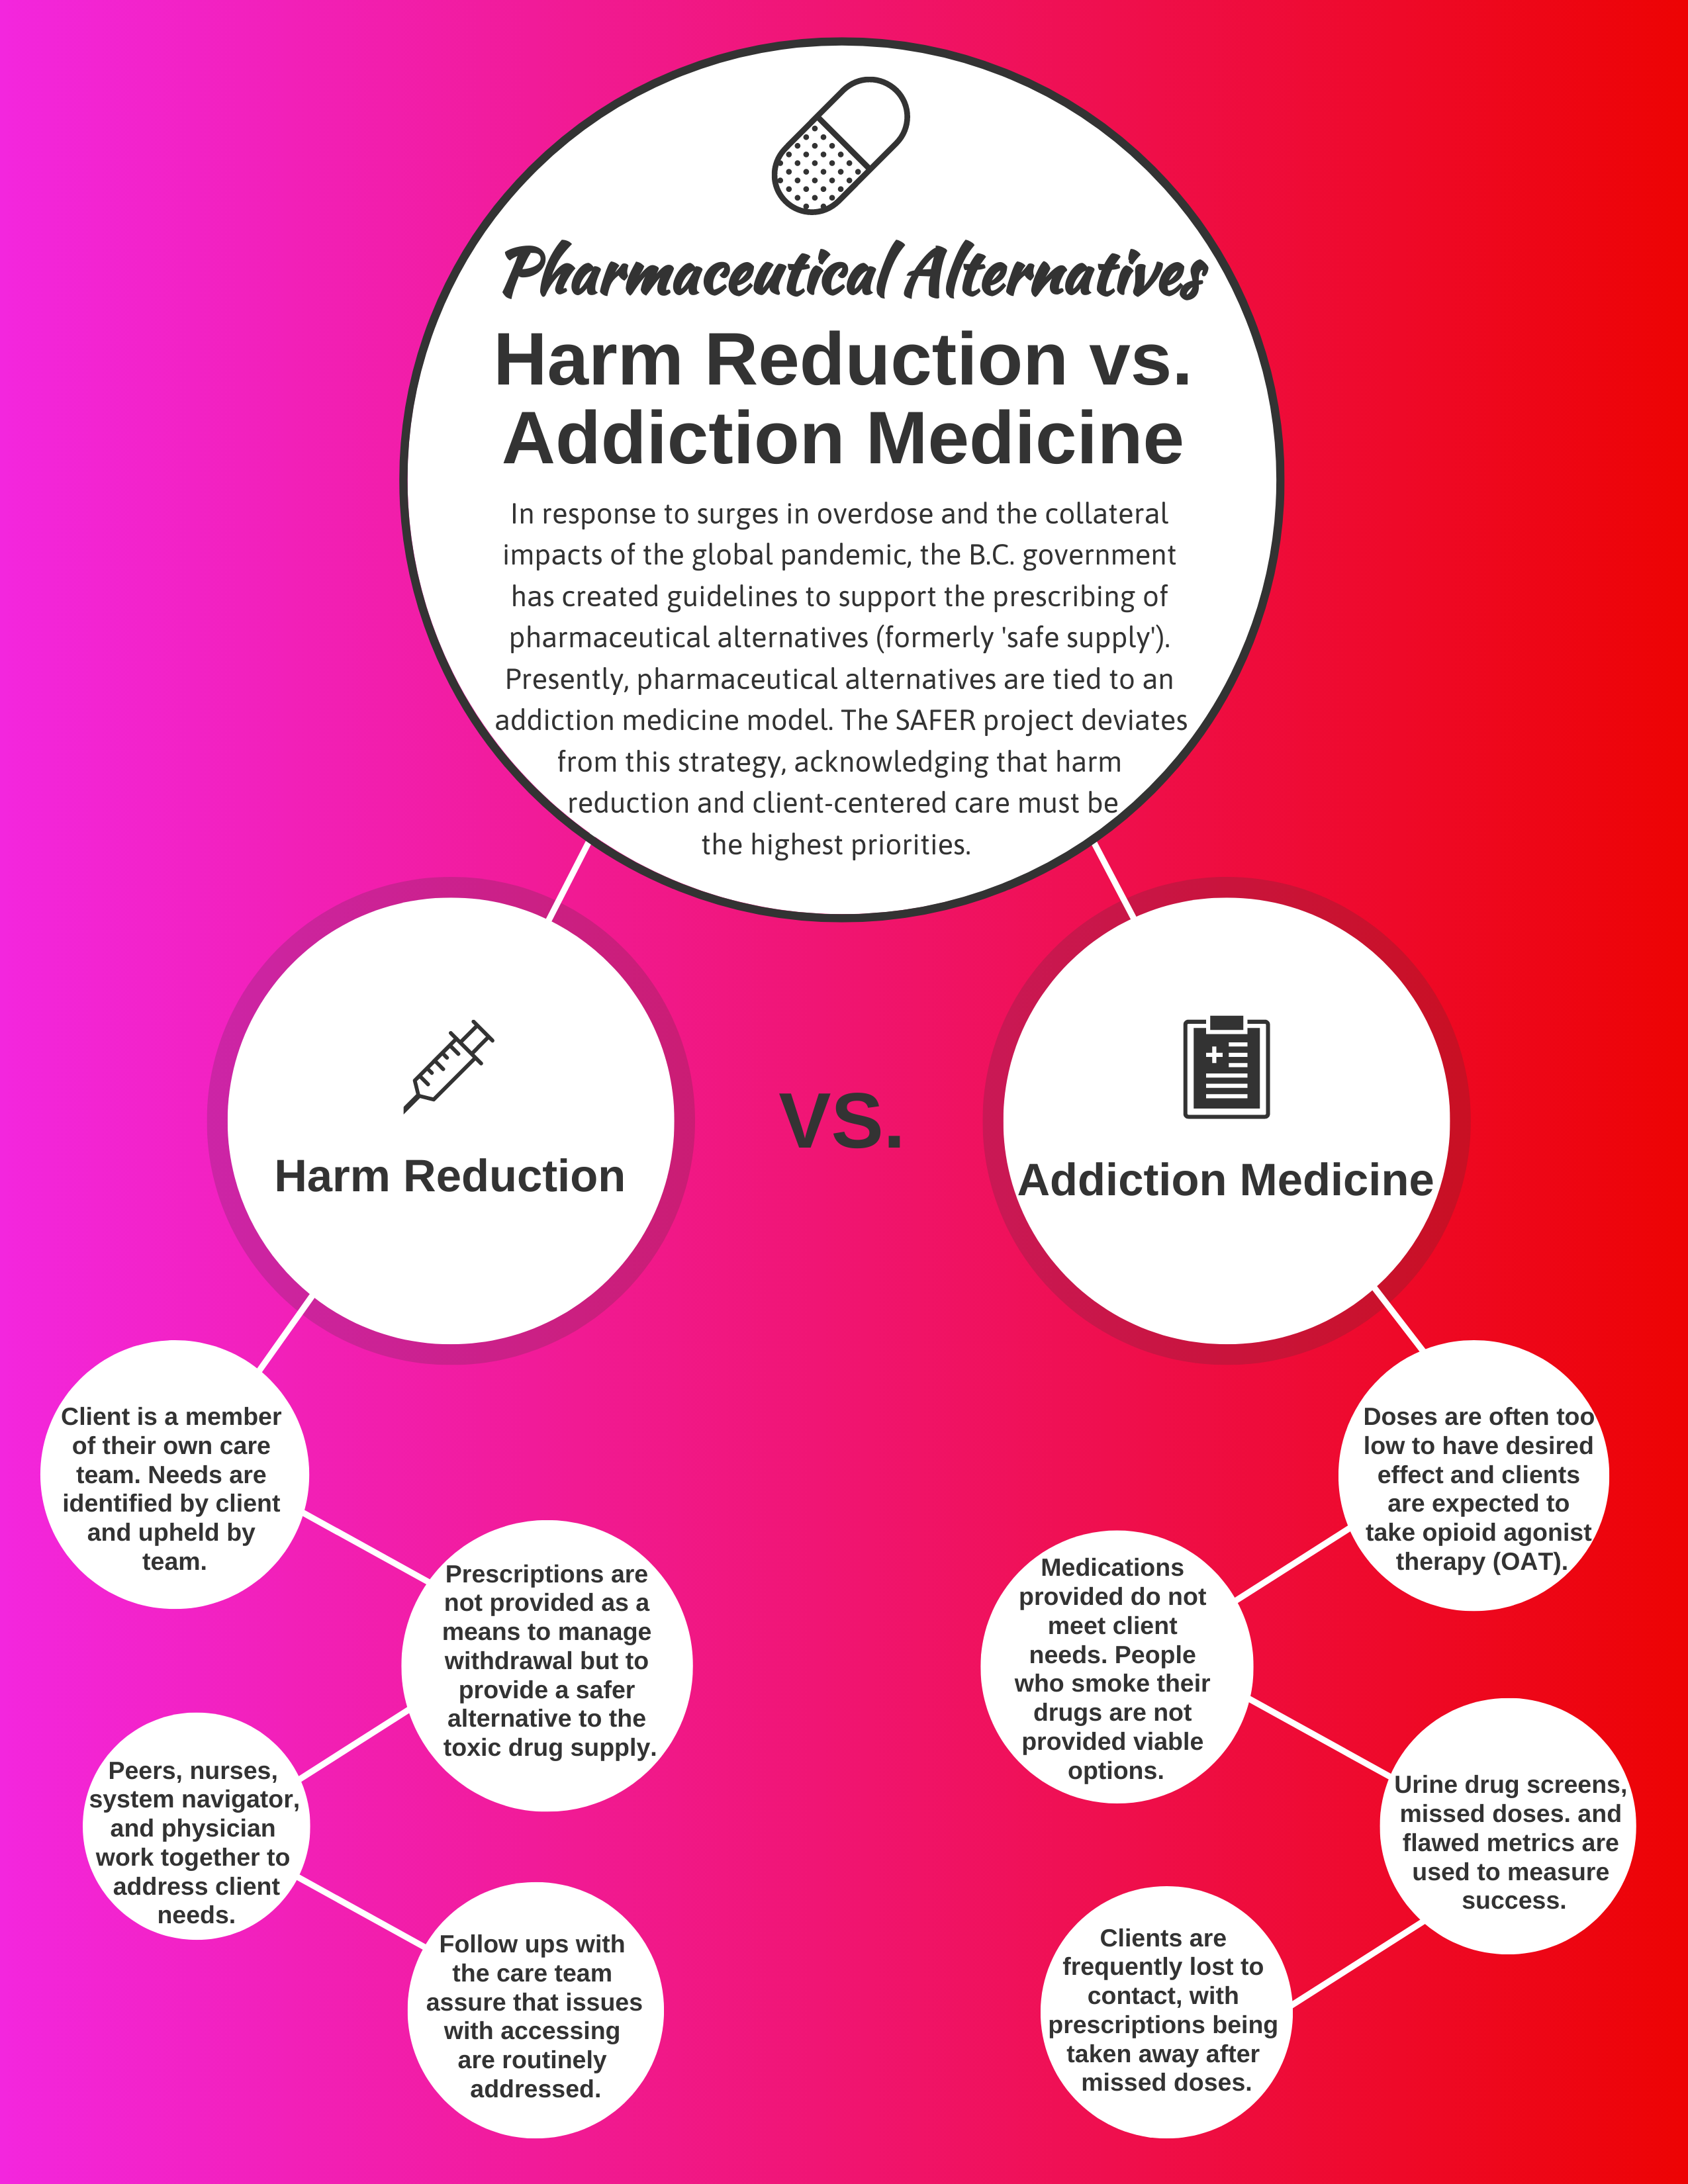 Pharmaceutical Alternatives
Harm Reduction vs.
Addiction Medicine
In response to surges in overdose and the collateral
impacts of the global pandemic, the B.C. government
has created guidelines to support the prescribing of
pharmaceutical alternatives (formerly 'safe supply').
Presently, pharmaceutical alternatives are tied to an
addiction medicine model. The SAFER project deviates
from this strategy, acknowledging that harm
reduction and client-centered care must be
the highest priorities.
Harm Reduction
vs.
Addiction Medicine
Client is a member
of their own care
team. Needs are
identified by client
and upheld by
team.
Prescriptions are
not provided as a
means to manage
withdrawal but to
provide a safer
alternative to the
toxic drug supply.
Peers, nurses,
system navigator,
and physician
work together to
address client
needs.
Follow ups with
the care team
assure that issues
with accessing
are routinely
addressed.
Doses are often too
low to have desired
effect and clients
are expected to
take opioid agonist
therapy (OAT).
Medications
provided do not
meet client
needs. People
who smoke their
drugs are not
provided viable
options.
Urine drug screens,
missed doses. and
flawed metrics are
used to measure
success.
Clients are
frequently lost to
contact, with
prescriptions being
taken away after
missed doses.